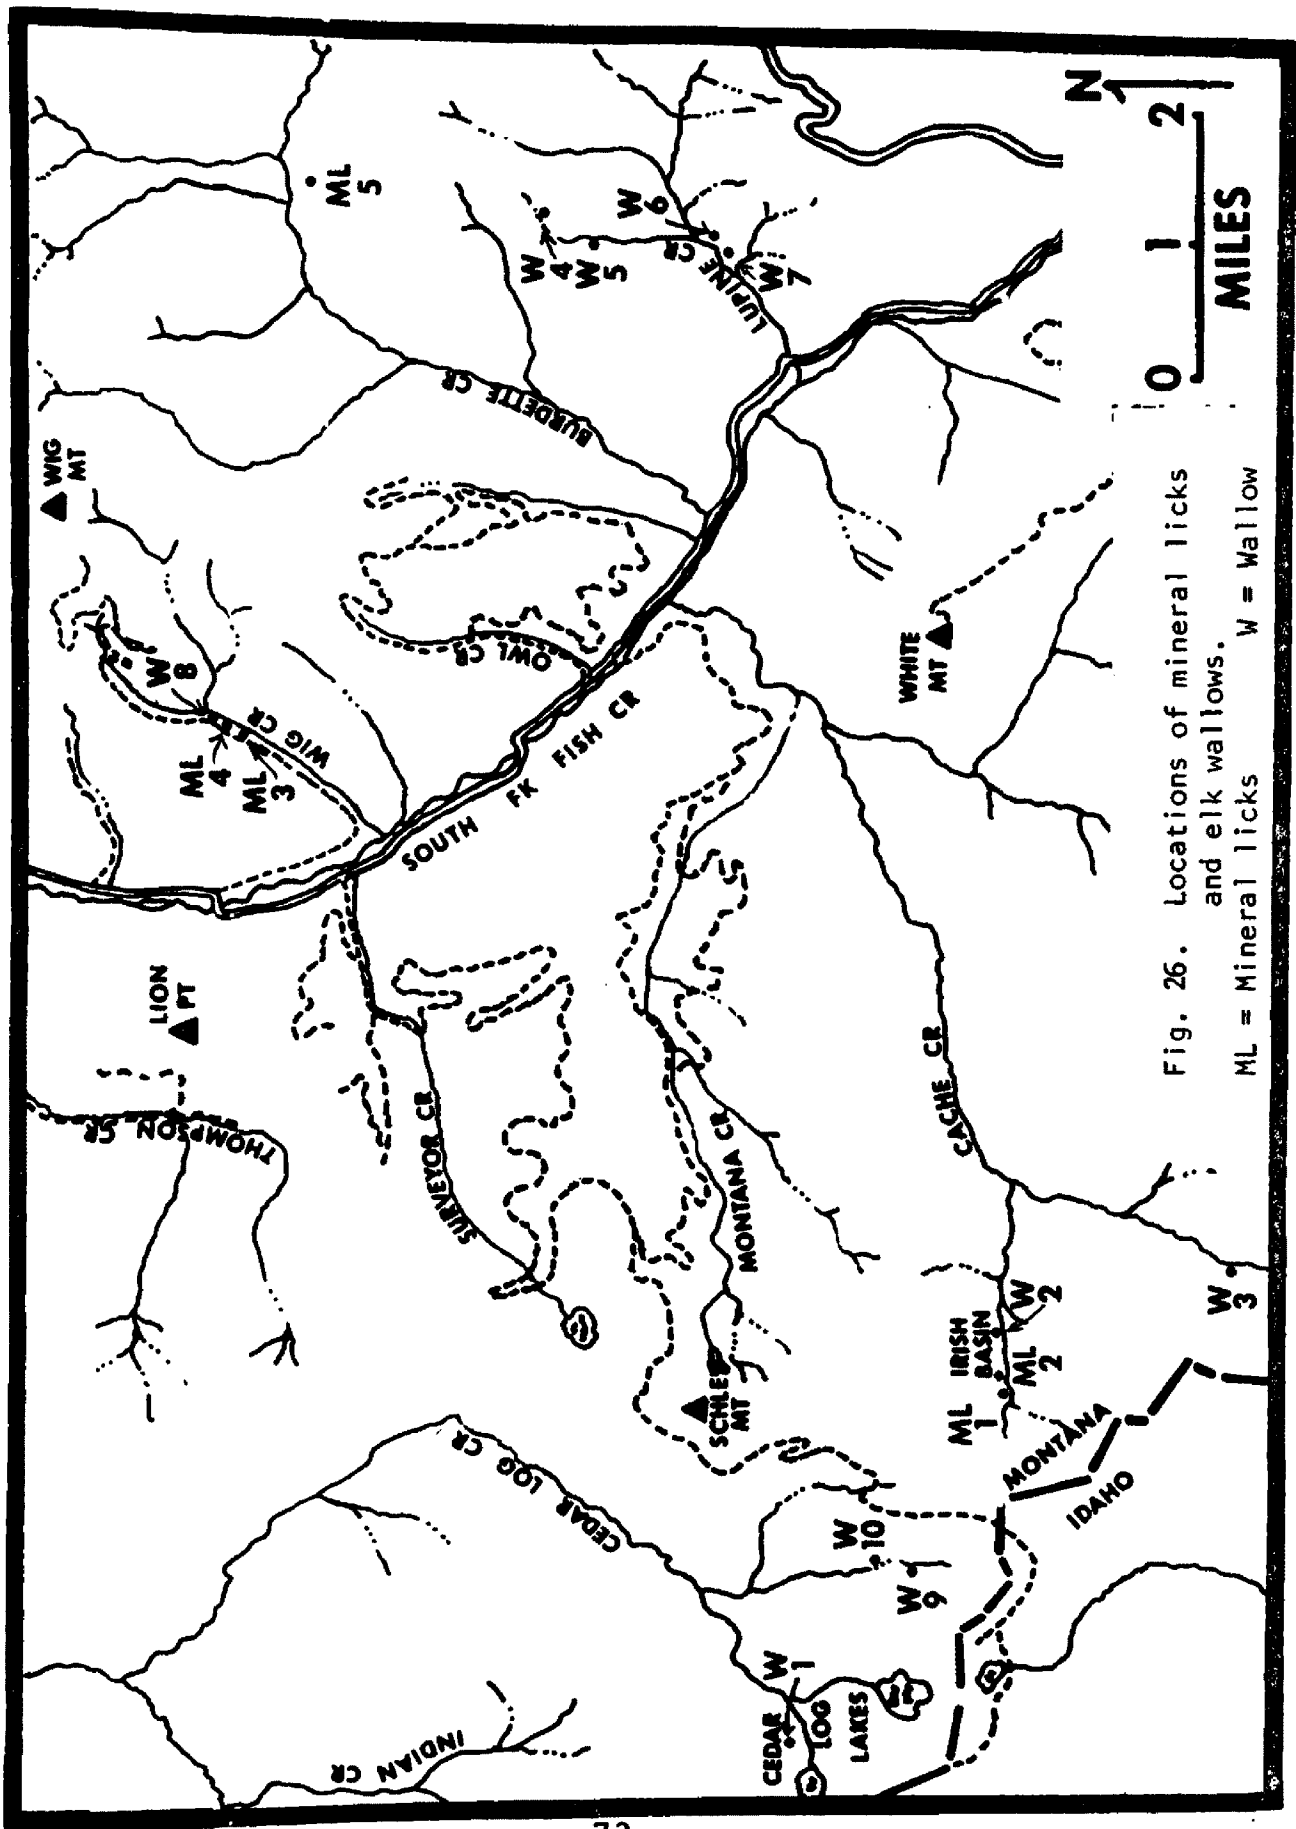 WIG
MT
LION
PT
THOMPSON CR
W
8
ML
4
ML
3
WIG CR
ML
5
SOUTH FK FISH CR
OWL CR
BURDETTE CR
W
4
W
5
W
6
W
7
LUPINE CR
SURVEYOR CR
MONTANA CR
SCHLEY
MT
WHITE
MT
CEDAR LOG CR
INDIAN CR
CACHE CR
W
10
W
9
W
1
CEDAR
LOG
LAKES
IRISH
BASIN
ML
1
ML
2
W
2
W
3
MONTANA
IDAHO
N
0 1 2
MILES
Fig. 26. Locations of mineral licks
and elk wallows.
ML = Mineral licks W = Wallow
73